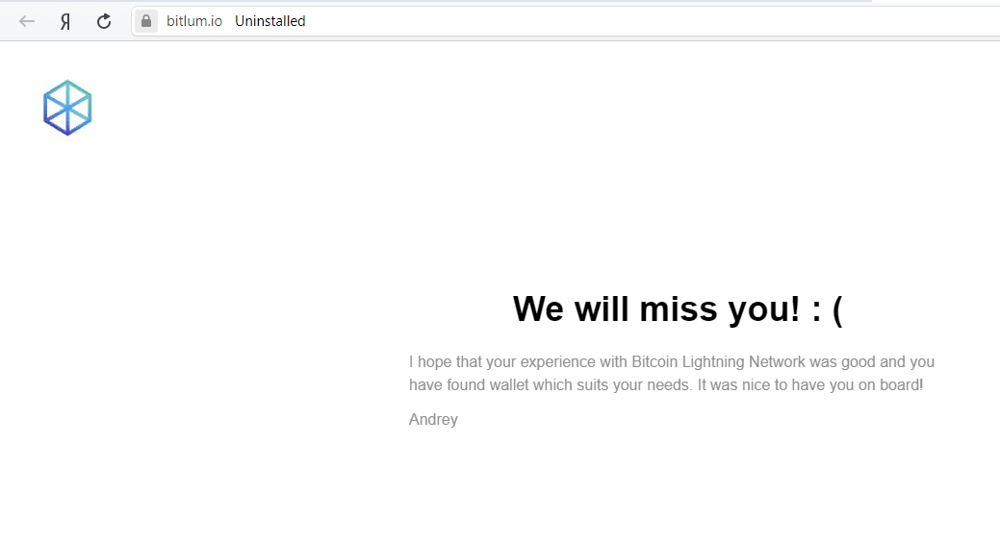 Я bitlum.io Uninstalled
We will miss you! : (
I hope that your experience with Bitcoin Lightning Network was good and you
have found wallet which suits your needs. It was nice to have you on board!
Andrey